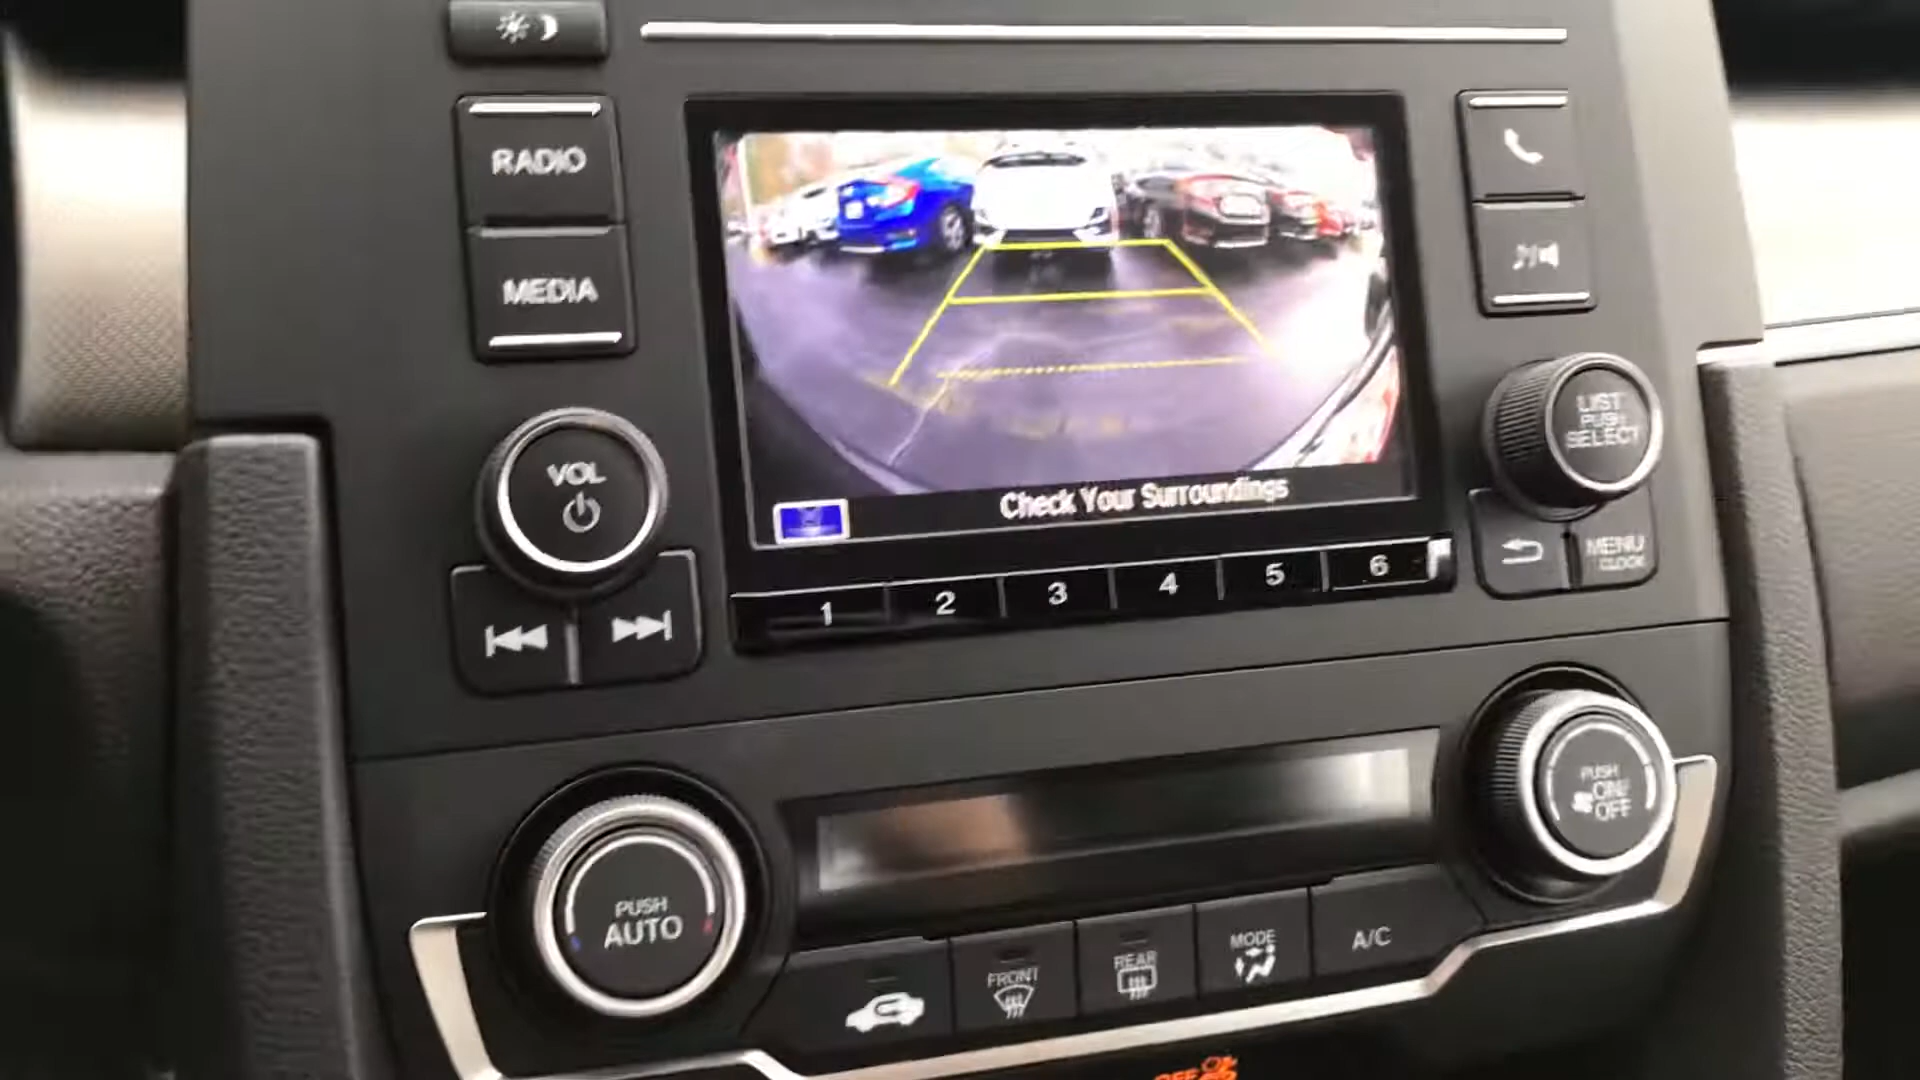 RADIO
MEDIA
VOL
LIST
PUSH
SELECT
Check Your Surroundings
MENU
CLOCK
1 2 3 4 5 6
PUSH
AUTO
PUSH
ON/
OFF
FRONT
REAR
MODE
A/C
OFF